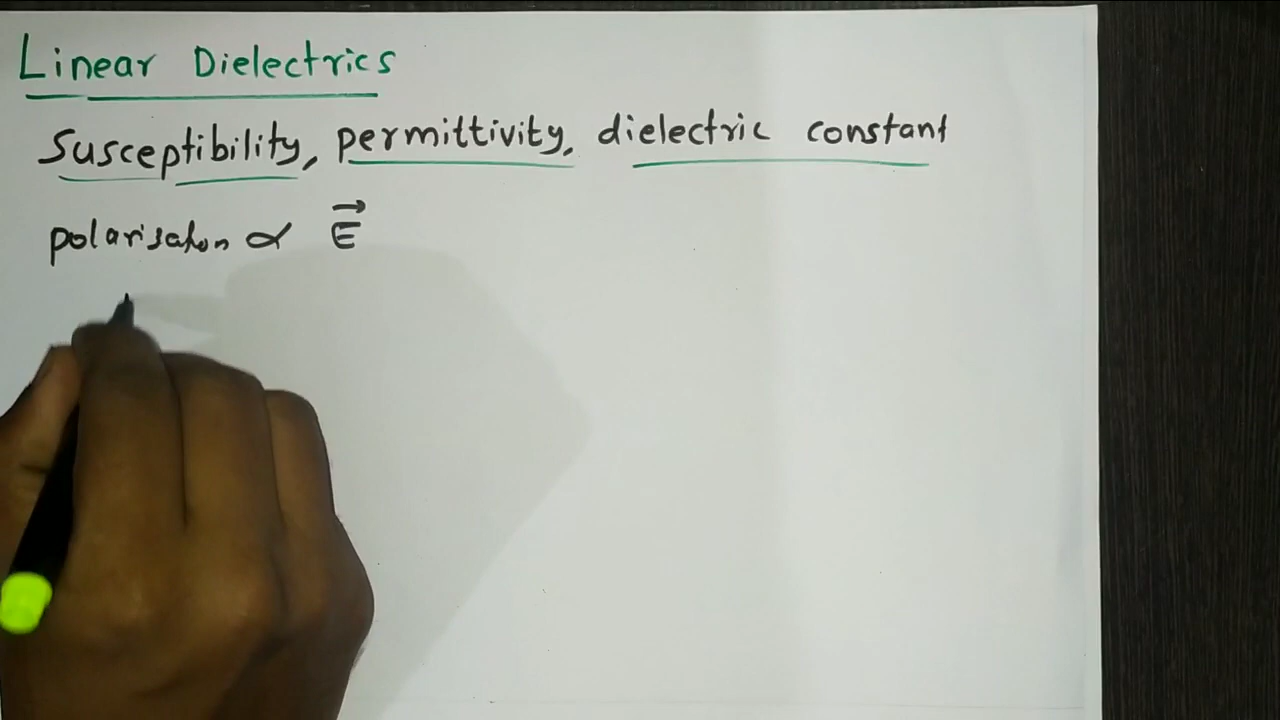 Linear Dielectrics
Susceptibility, permittivity, dielectric constant
polarisation ∝ E⃗